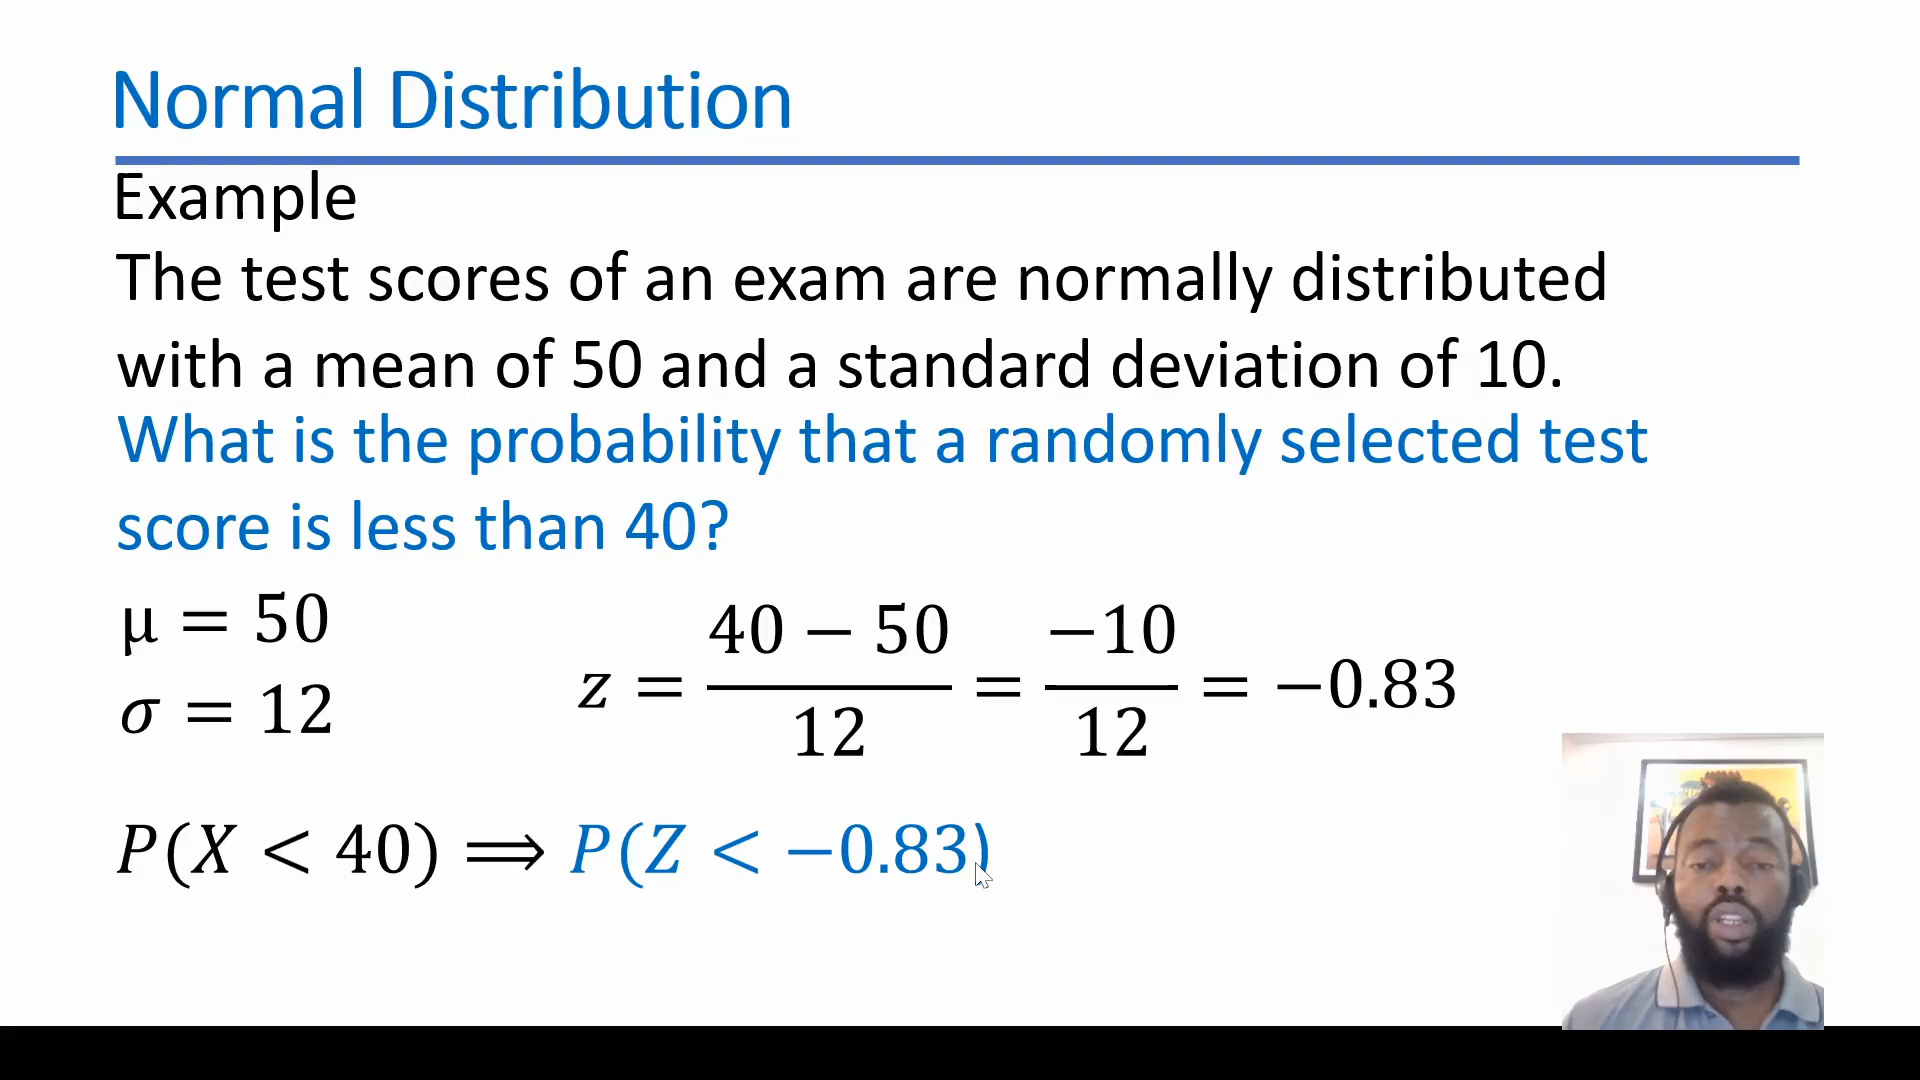 Normal Distribution
Example
The test scores of an exam are normally distributed
with a mean of 50 and a standard deviation of 10.
What is the probability that a randomly selected test
score is less than 40?
μ = 50
σ = 12
z = (40 − 50)/12 = −10/12 = −0.83
P(X < 40) ⟹ P(Z < −0.83)